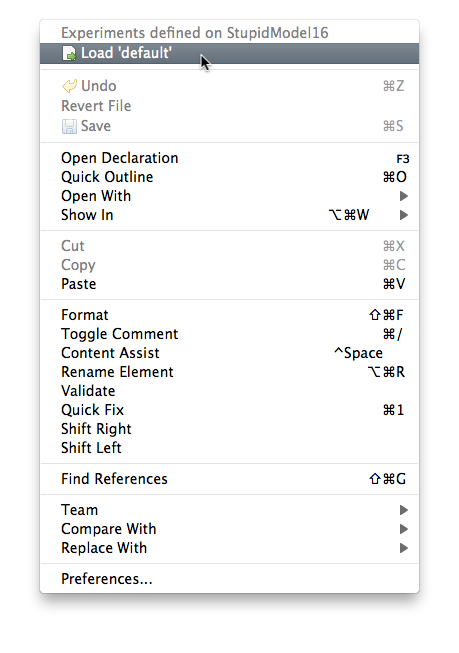 Experiments defined on StupidModel16
Load 'default'
Undo ⌘Z
Revert File
Save ⌘S
Open Declaration F3
Quick Outline ⌘O
Open With
Show In ⌥⌘W
Cut ⌘X
Copy ⌘C
Paste ⌘V
Format ⇧⌘F
Toggle Comment ⌘/
Content Assist ^Space
Rename Element ⌥⌘R
Validate
Quick Fix ⌘1
Shift Right
Shift Left
Find References ⇧⌘G
Team
Compare With
Replace With
Preferences...